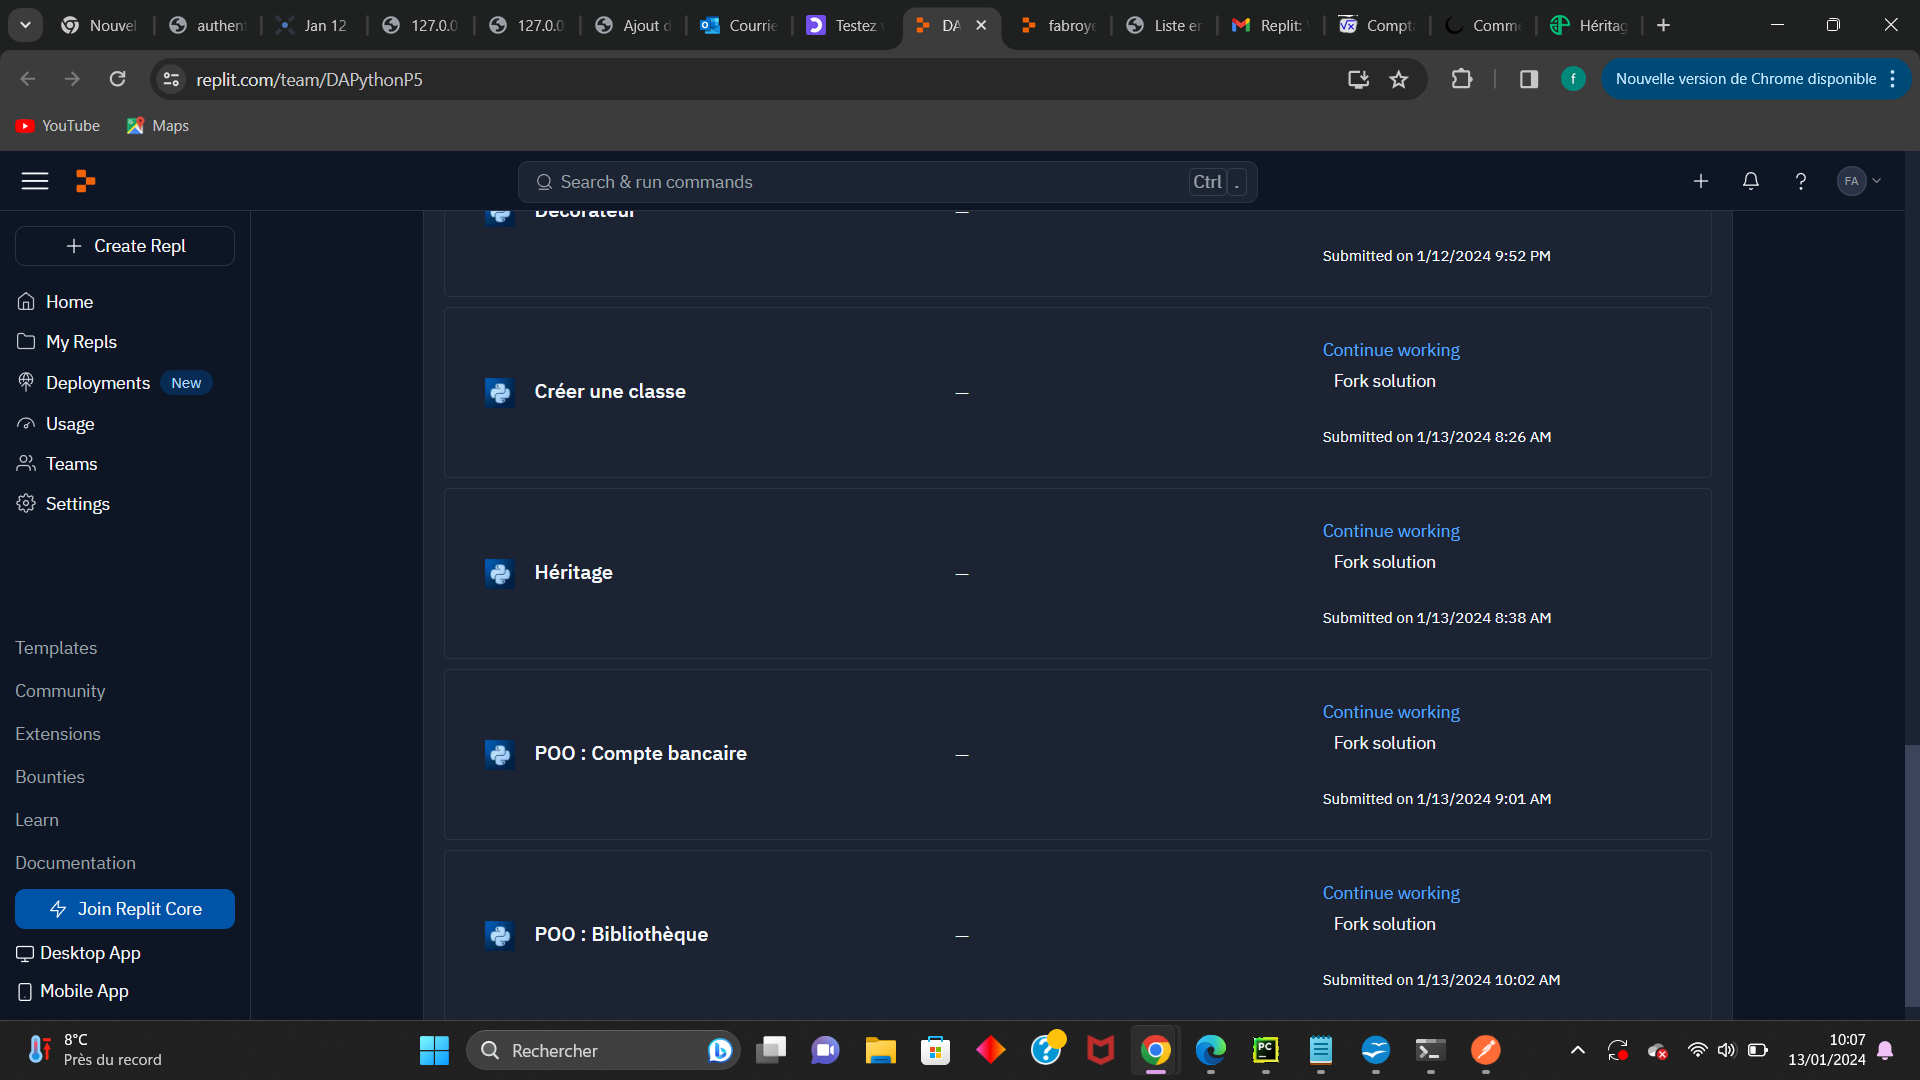 Nouvel
authen
Jan 12
127.0.0
127.0.0
Ajout d
Courrie
Testez v
DA
fabroye
Liste en
Replit:
Compt
Comme
Héritag
replit.com/team/DAPythonP5
f
Nouvelle version de Chrome disponible
YouTube
Maps
Search & run commands
Ctrl .
FA
Create Repl
Home
My Repls
Deployments New
Usage
Teams
Settings
Templates
Community
Extensions
Bounties
Learn
Documentation
Join Replit Core
Desktop App
Mobile App
Décorateur —
Submitted on 1/12/2024 9:52 PM
Continue working
Créer une classe —
Fork solution
Submitted on 1/13/2024 8:26 AM
Continue working
Fork solution
Héritage —
Submitted on 1/13/2024 8:38 AM
Continue working
Fork solution
POO : Compte bancaire —
Submitted on 1/13/2024 9:01 AM
Continue working
Fork solution
POO : Bibliothèque —
Submitted on 1/13/2024 10:02 AM
8°C
Près du record
Rechercher
PC
10:07
13/01/2024